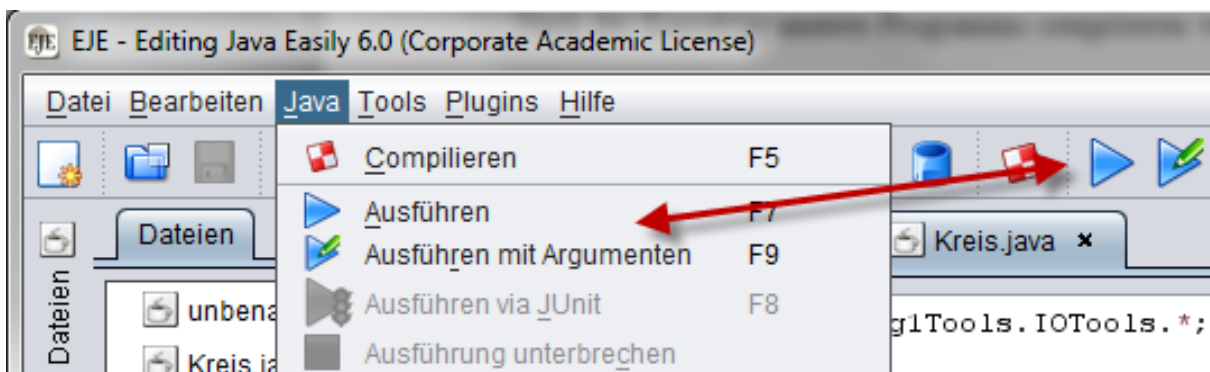 EJE - Editing Java Easily 6.0 (Corporate Academic License)
Datei Bearbeiten Java Tools Plugins Hilfe
Compilieren F5
Ausführen F7
Ausführen mit Argumenten F9
Ausführen via JUnit F8
Ausführung unterbrechen
Dateien
Dateien
unbena
Kreis.ja
Kreis.java
g1Tools.IOTools.*;